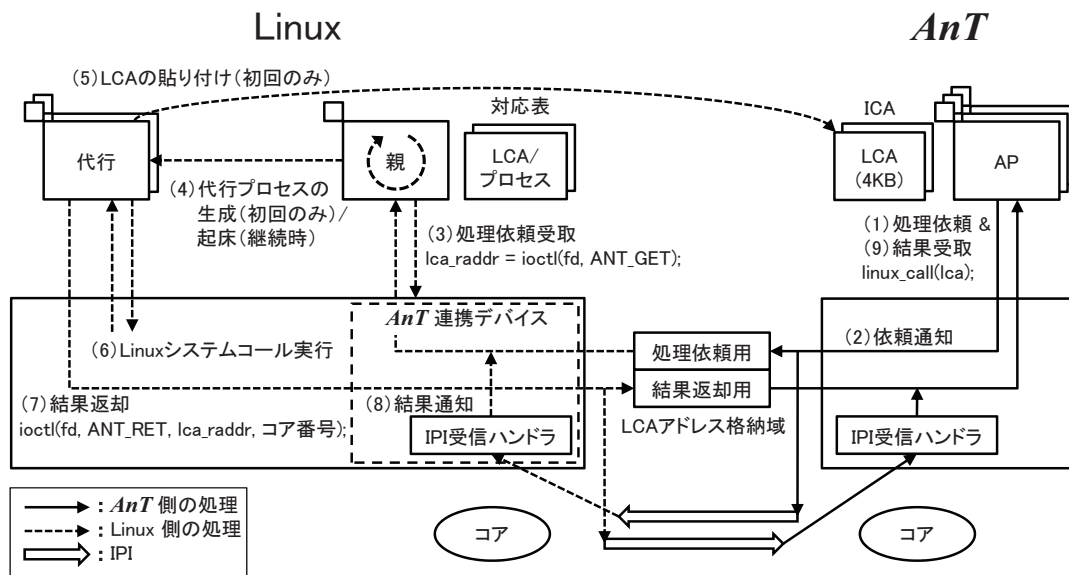 Linux
AnT
(5)LCAの貼り付け(初回のみ)
対応表
ICA
代行
親
LCA/
プロセス
LCA
(4KB)
AP
(4)代行プロセスの
生成(初回のみ)/
起床(継続時)
(3)処理依頼受取
lca_raddr = ioctl(fd, ANT_GET);
(1)処理依頼 &
(9)結果受取
linux_call(lca);
AnT 連携デバイス
(6)Linuxシステムコール実行
処理依頼用
(2)依頼通知
結果返却用
(7)結果返却
(8)結果通知
ioctl(fd, ANT_RET, lca_raddr, コア番号);
LCAアドレス格納域
IPI受信ハンドラ
IPI受信ハンドラ
: AnT 側の処理
: Linux 側の処理
: IPI
コア
コア